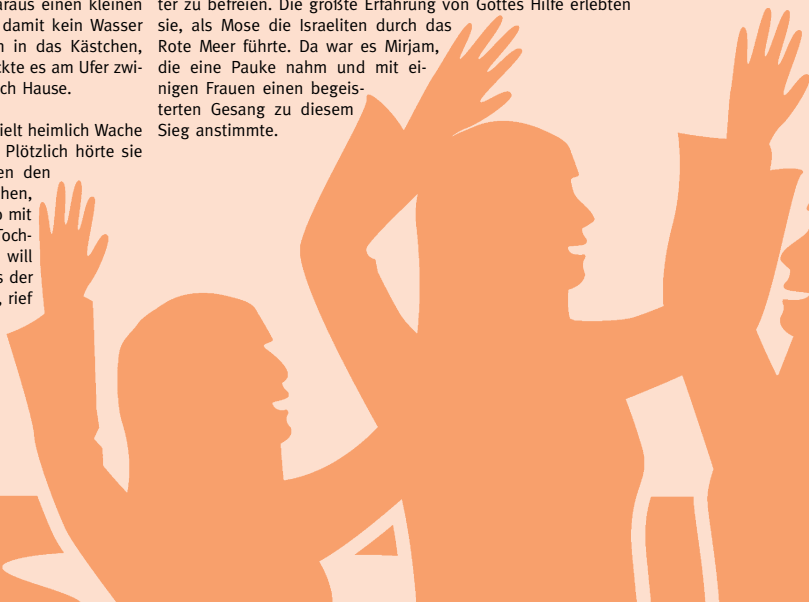 araus einen kleinen
damit kein Wasser
in das Kästchen,
es am Ufer zwi-
ch Hause.
ielt heimlich Wache
Plötzlich hörte sie
den
mit
Toch-
will
der
rief
ter zu befreien. Die größte Erfahrung von Gottes Hilfe erlebten
sie, als Mose die Israeliten durch das
Rote Meer führte. Da war es Mirjam,
die eine Pauke nahm und mit ei-
nigen Frauen einen begeis-
terten Gesang zu diesem
Sieg anstimmte.